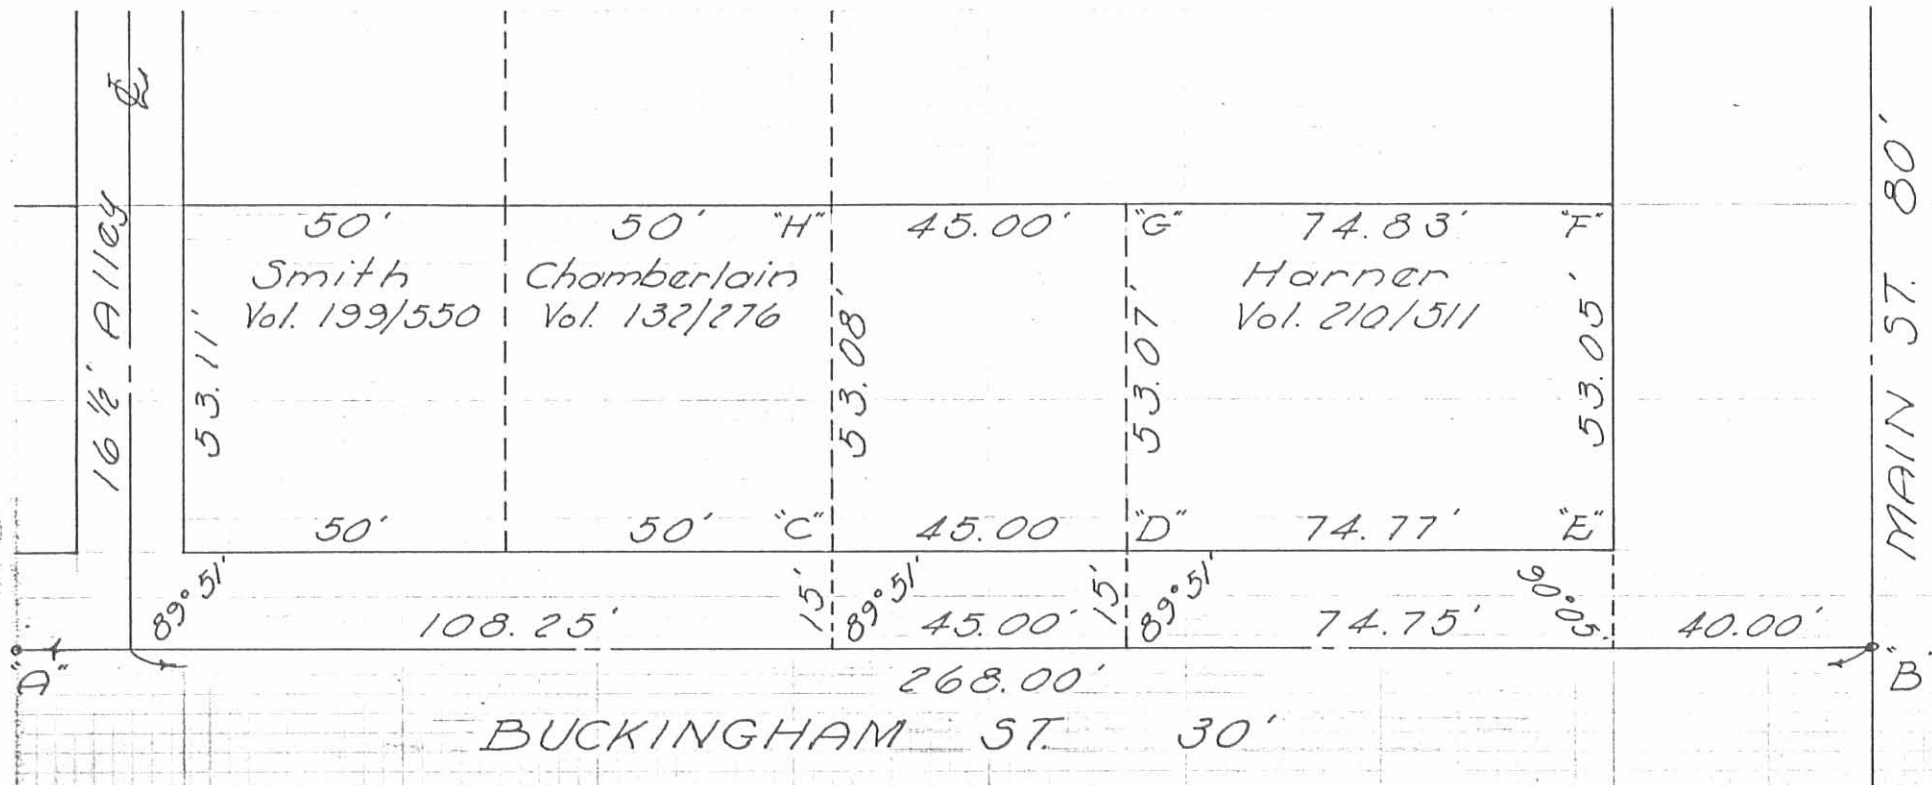 ℄
16 ½' Alley
50' 50' "H" 45.00' "G" 74.83' "F"
Smith
Vol. 199/550
Chamberlain
Vol. 132/276
Harner
Vol. 210/511
53.11'
53.08'
53.07'
53.05'
50' 50' "C" 45.00 "D" 74.77' "E"
89°51'
108.25'
15'
89°51'
45.00'
15'
89°51'
74.75'
90°05'
40.00'
"A"
268.00'
"B"
BUCKINGHAM ST. 30'
MAIN ST. 80'